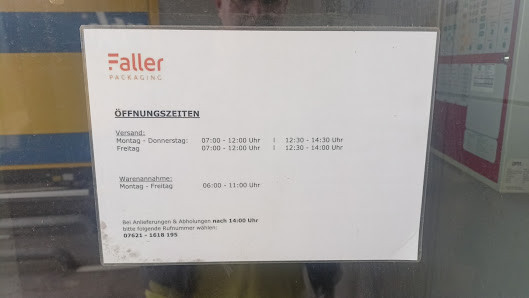 Faller
PACKAGING
ÖFFNUNGSZEITEN
Versand:
Montag - Donnerstag: 07:00 - 12:00 Uhr | 12:30 - 14:30 Uhr
Freitag 07:00 - 12:00 Uhr | 12:30 - 14:00 Uhr
Warenannahme:
Montag - Freitag 06:00 - 11:00 Uhr
Bei Anlieferungen & Abholungen nach 14:00 Uhr
bitte folgende Rufnummer wählen:
07621 - 1618 195